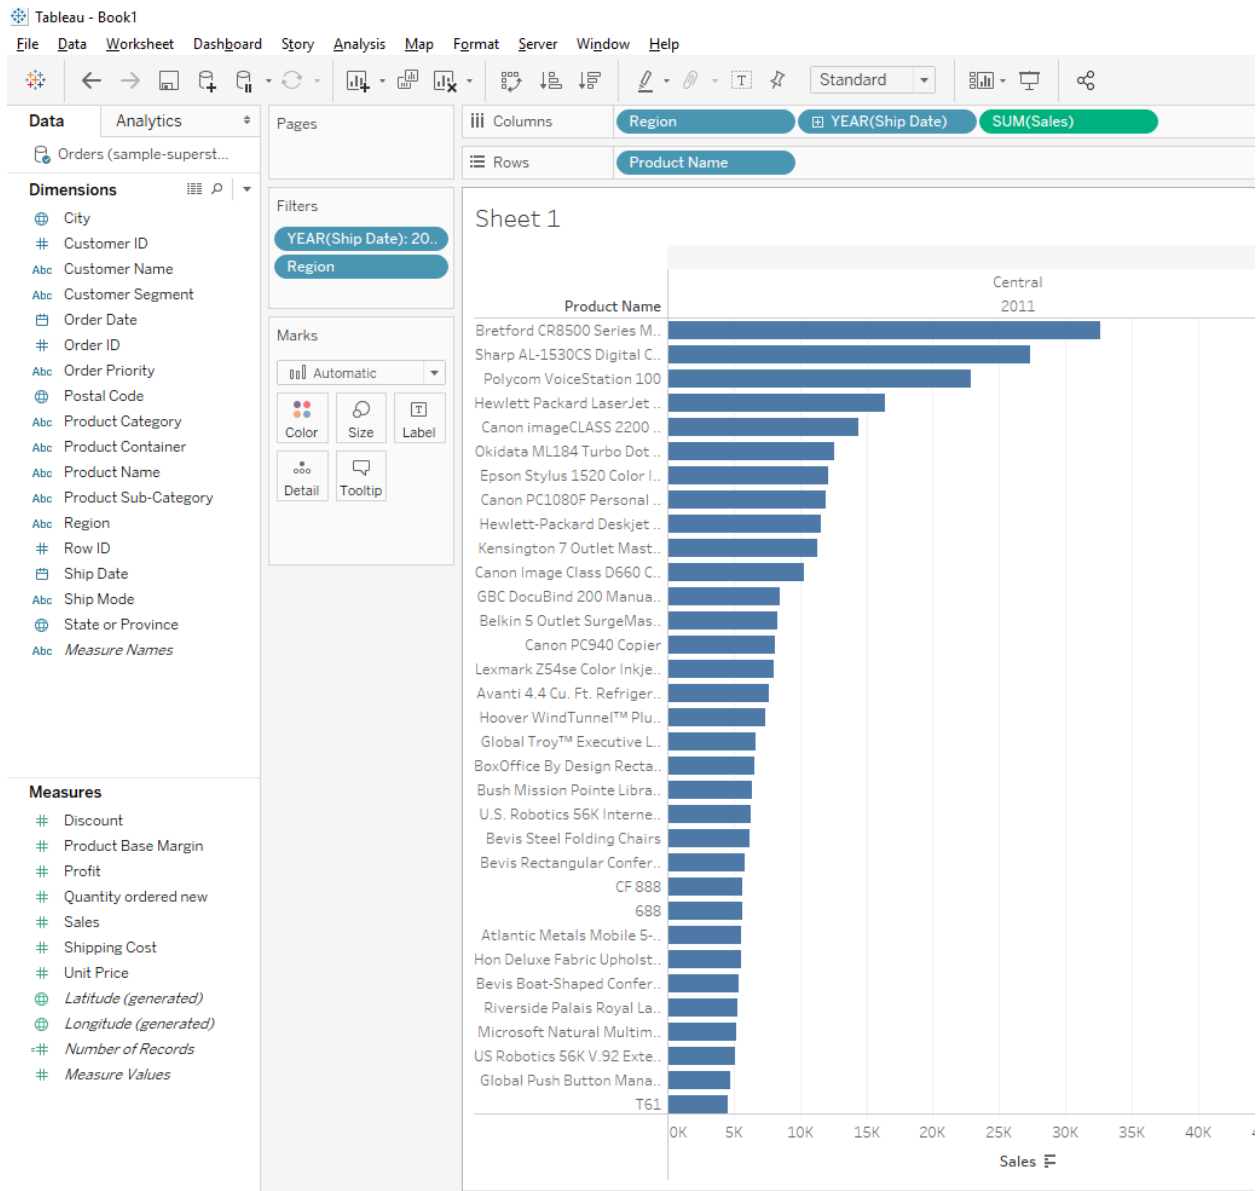 Tableau - Book1
File Data Worksheet Dashboard Story Analysis Map Format Server Window Help
Standard
Data Analytics
Orders (sample-superst...
Dimensions
City
Customer ID
Abc Customer Name
Abc Customer Segment
Order Date
Order ID
Abc Order Priority
Postal Code
Abc Product Category
Abc Product Container
Abc Product Name
Abc Product Sub-Category
Abc Region
Row ID
Ship Date
Abc Ship Mode
State or Province
Abc Measure Names
Measures
Discount
Product Base Margin
Profit
Quantity ordered new
Sales
Shipping Cost
Unit Price
Latitude (generated)
Longitude (generated)
=# Number of Records
Measure Values
Pages
Filters
YEAR(Ship Date): 20..
Region
Marks
Automatic
Color Size Label
Detail Tooltip
Columns Region YEAR(Ship Date) SUM(Sales)
Rows Product Name
Sheet 1
Central
Product Name 2011
Bretford CR8500 Series M..
Sharp AL-1530CS Digital C..
Polycom VoiceStation 100
Hewlett Packard LaserJet ..
Canon imageCLASS 2200 ..
Okidata ML184 Turbo Dot ..
Epson Stylus 1520 Color I..
Canon PC1080F Personal ..
Hewlett-Packard Deskjet ..
Kensington 7 Outlet Mast..
Canon Image Class D660 C..
GBC DocuBind 200 Manua..
Belkin 5 Outlet SurgeMas..
Canon PC940 Copier
Lexmark Z54se Color Inkje..
Avanti 4.4 Cu. Ft. Refriger..
Hoover WindTunnel™ Plu..
Global Troy™ Executive L..
BoxOffice By Design Recta..
Bush Mission Pointe Libra..
U.S. Robotics 56K Interne..
Bevis Steel Folding Chairs
Bevis Rectangular Confer..
CF 888
688
Atlantic Metals Mobile 5-..
Hon Deluxe Fabric Upholst..
Bevis Boat-Shaped Confer..
Riverside Palais Royal La..
Microsoft Natural Multim..
US Robotics 56K V.92 Exte..
Global Push Button Mana..
T61
0K 5K 10K 15K 20K 25K 30K 35K 40K
Sales